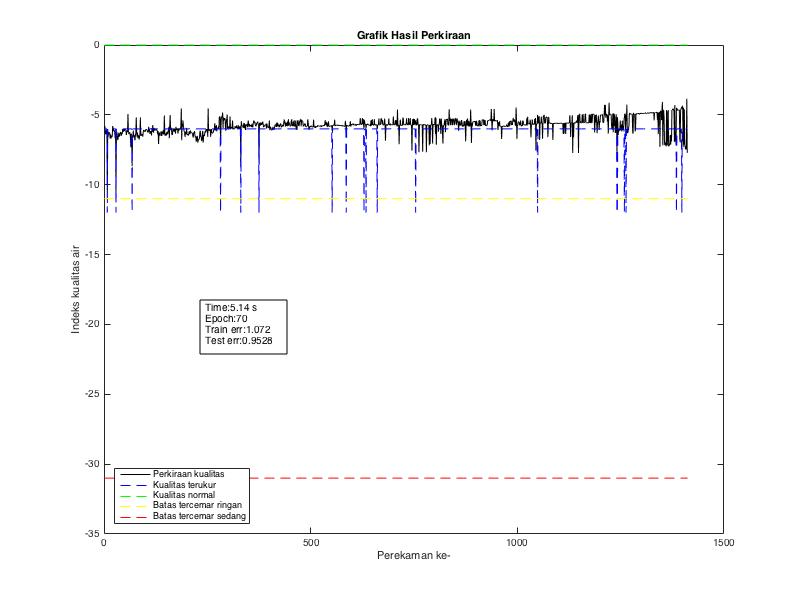 Grafik Hasil Perkiraan
0
-5
-10
-15
-20
-25
-30
-35
Indeks kualitas air
Time:5.14 s
Epoch:70
Train err:1.072
Test err:0.9528
Perkiraan kualitas
Kualitas terukur
Kualitas normal
Batas tercemar ringan
Batas tercemar sedang
0
500
1000
1500
Perekaman ke-